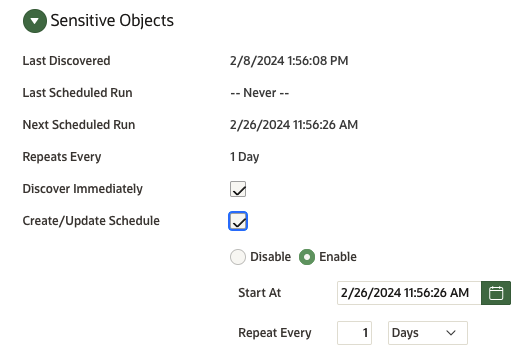 Sensitive Objects
Last Discovered 2/8/2024 1:56:08 PM
Last Scheduled Run -- Never --
Next Scheduled Run 2/26/2024 11:56:26 AM
Repeats Every 1 Day
Discover Immediately
Create/Update Schedule
Disable Enable
Start At 2/26/2024 11:56:26 AM
Repeat Every 1 Days